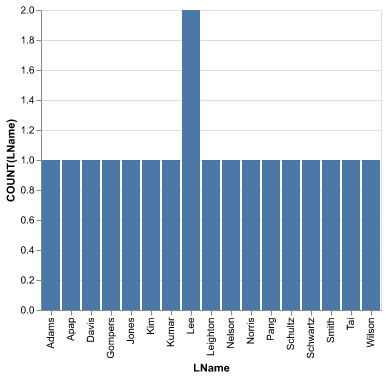 2.0
1.8
1.6
1.4
1.2
1.0
0.8
0.6
0.4
0.2
0.0
COUNT(LName)
Adams
Apap
Davis
Gompers
Jones
Kim
Kumar
Lee
Leighton
Nelson
Norris
Pang
Schultz
Schwartz
Smith
Tai
Wilson
LName